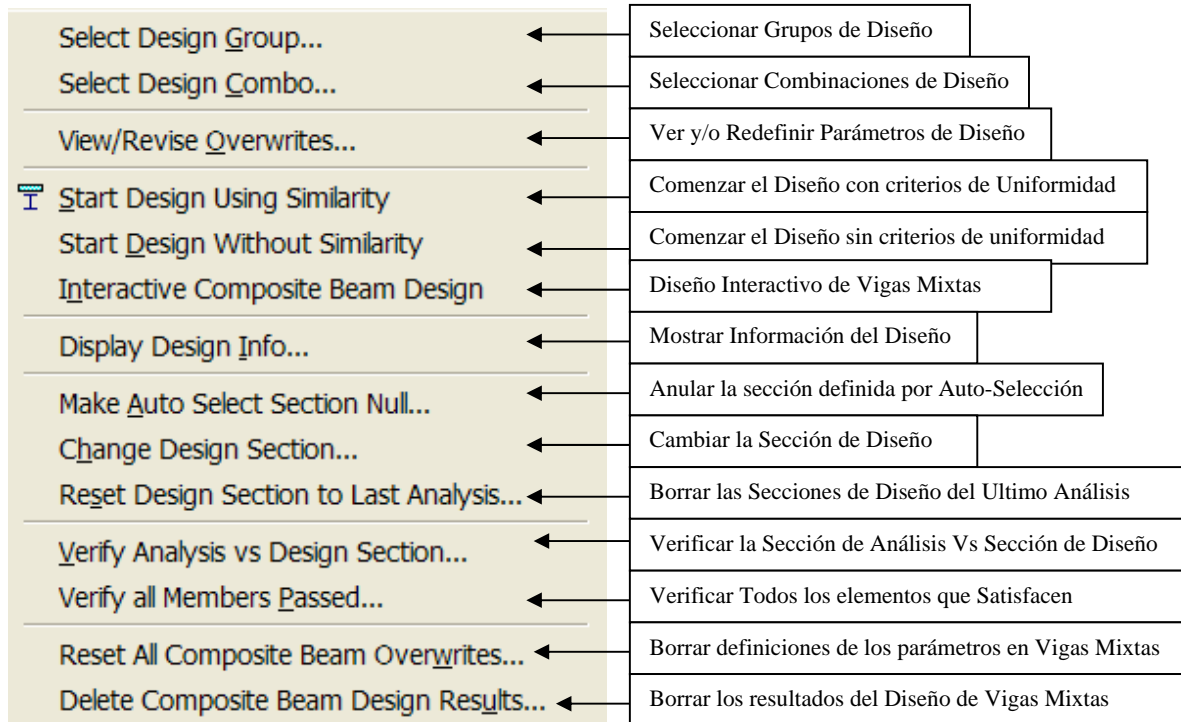 Select Design Group...
Seleccionar Grupos de Diseño
Select Design Combo...
Seleccionar Combinaciones de Diseño
View/Revise Overwrites...
Ver y/o Redefinir Parámetros de Diseño
Start Design Using Similarity
Comenzar el Diseño con criterios de Uniformidad
Start Design Without Similarity
Comenzar el Diseño sin criterios de uniformidad
Interactive Composite Beam Design
Diseño Interactivo de Vigas Mixtas
Display Design Info...
Mostrar Información del Diseño
Make Auto Select Section Null...
Anular la sección definida por Auto-Selección
Change Design Section...
Cambiar la Sección de Diseño
Reset Design Section to Last Analysis...
Borrar las Secciones de Diseño del Ultimo Análisis
Verify Analysis vs Design Section...
Verificar la Sección de Análisis Vs Sección de Diseño
Verify all Members Passed...
Verificar Todos los elementos que Satisfacen
Reset All Composite Beam Overwrites...
Borrar definiciones de los parámetros en Vigas Mixtas
Delete Composite Beam Design Results...
Borrar los resultados del Diseño de Vigas Mixtas